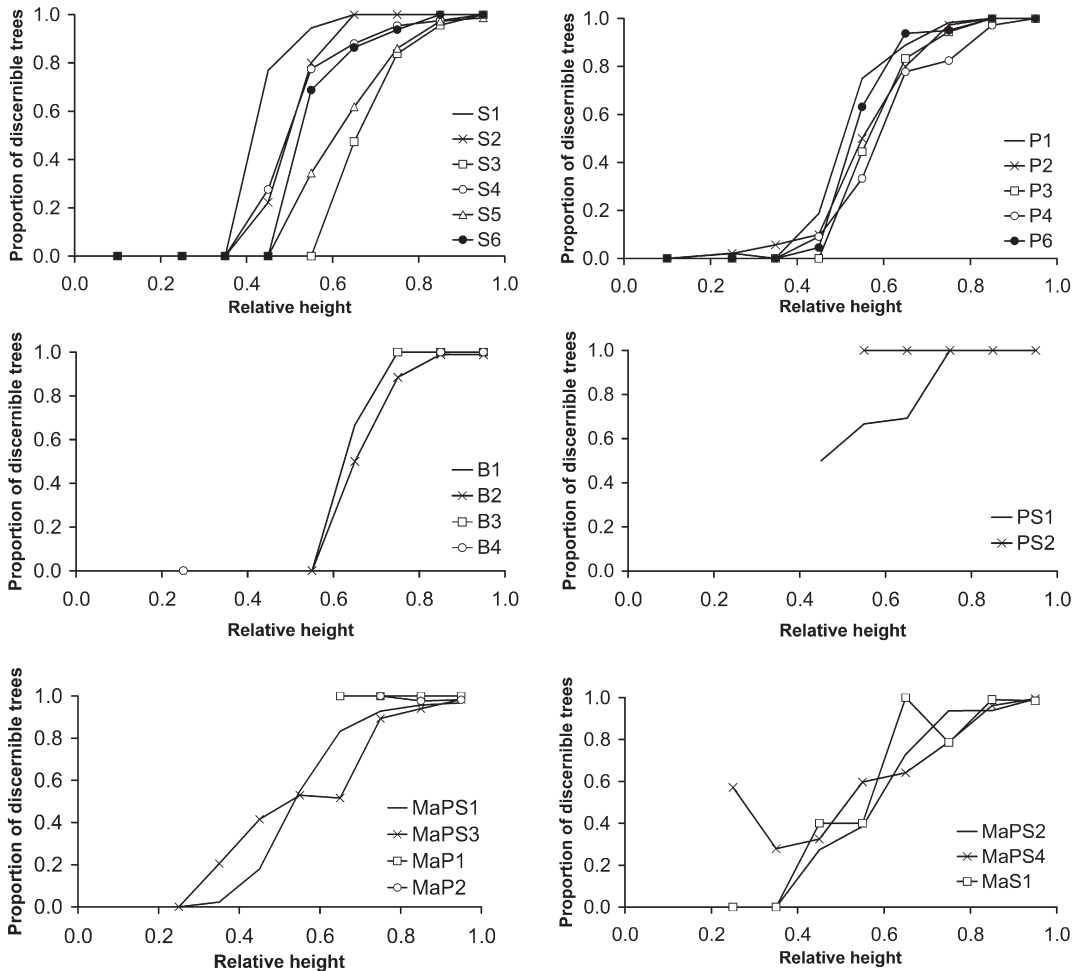 Proportion of discernible trees
1.0
0.8
0.6
0.4
0.2
0.0
0.0 0.2 0.4 0.6 0.8 1.0
Relative height
S1
S2
S3
S4
S5
S6
Proportion of discernible trees
1.0
0.8
0.6
0.4
0.2
0.0
0.0 0.2 0.4 0.6 0.8 1.0
Relative height
P1
P2
P3
P4
P6
Proportion of discernible trees
1.0
0.8
0.6
0.4
0.2
0.0
0.0 0.2 0.4 0.6 0.8 1.0
Relative height
B1
B2
B3
B4
Proportion of discernible trees
1.0
0.8
0.6
0.4
0.2
0.0
0.0 0.2 0.4 0.6 0.8 1.0
Relative height
PS1
PS2
Proportion of discernible trees
1.0
0.8
0.6
0.4
0.2
0.0
0.0 0.2 0.4 0.6 0.8 1.0
Relative height
MaPS1
MaPS3
MaP1
MaP2
Proportion of discernible trees
1.0
0.8
0.6
0.4
0.2
0.0
0.0 0.2 0.4 0.6 0.8 1.0
Relative height
MaPS2
MaPS4
MaS1